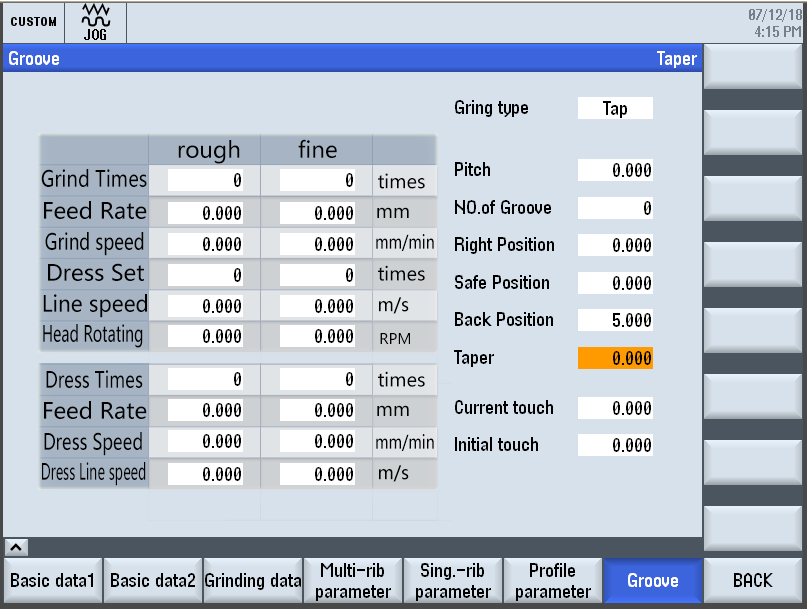 CUSTOM
JOG
07/12/18
4:15 PM
Groove Taper
Gring type Tap
rough fine
Grind Times 0 0 times
Feed Rate 0.000 0.000 mm
Grind speed 0.000 0.000 mm/min
Dress Set 0 0 times
Line speed 0.000 0.000 m/s
Head Rotating 0.000 0.000 RPM
Dress Times 0 0 times
Feed Rate 0.000 0.000 mm
Dress Speed 0.000 0.000 mm/min
Dress Line speed 0.000 0.000 m/s
Pitch 0.000
NO.of Groove 0
Right Position 0.000
Safe Position 0.000
Back Position 5.000
Taper 0.000
Current touch 0.000
Initial touch 0.000
Basic data1
Basic data2
Grinding data
Multi-rib
parameter
Sing.-rib
parameter
Profile
parameter
Groove
BACK